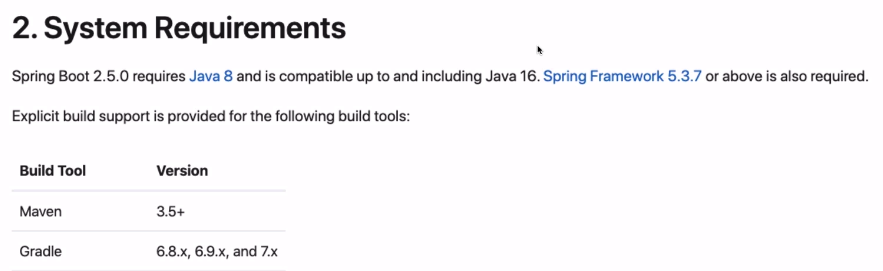 2. System Requirements
Spring Boot 2.5.0 requires Java 8 and is compatible up to and including Java 16. Spring Framework 5.3.7 or above is also required.
Explicit build support is provided for the following build tools:
Build Tool Version
Maven 3.5+
Gradle 6.8.x, 6.9.x, and 7.x